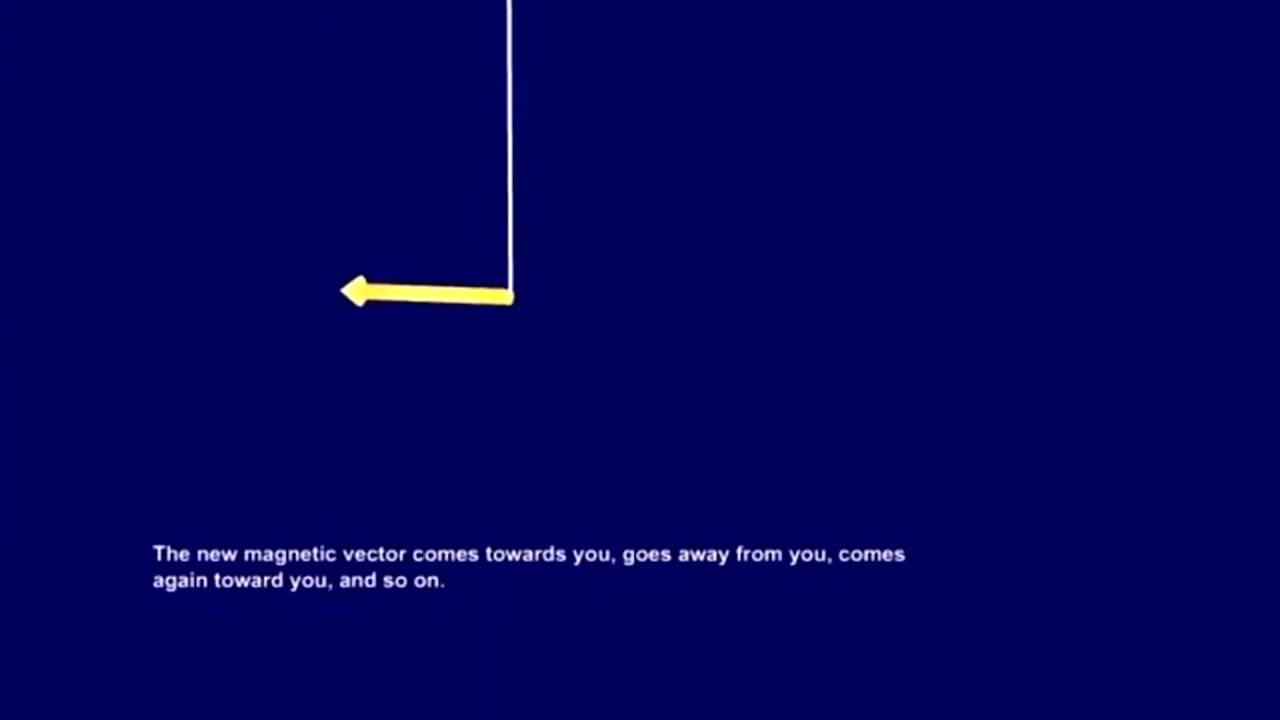 The new magnetic vector comes towards you, goes away from you, comes
again toward you, and so on.